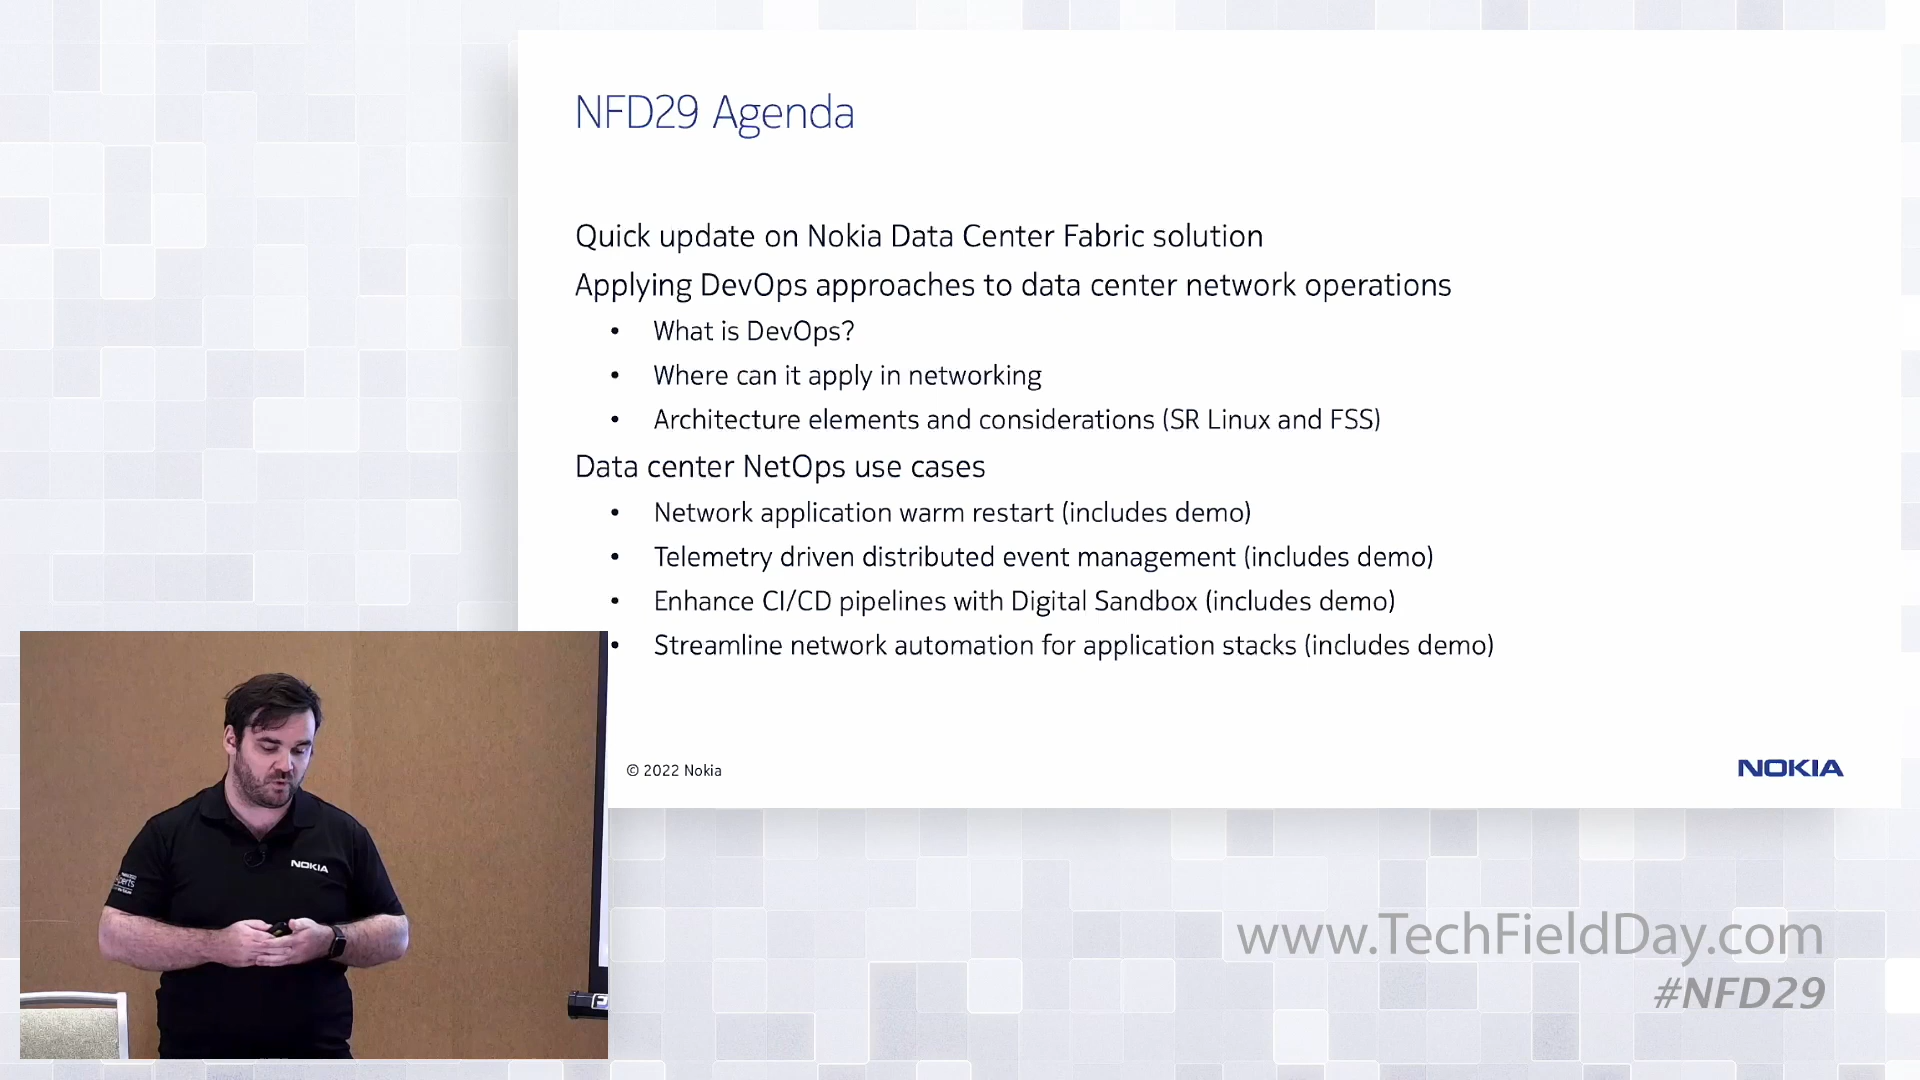 NFD29 Agenda
Quick update on Nokia Data Center Fabric solution
Applying DevOps approaches to data center network operations
• What is DevOps?
• Where can it apply in networking
• Architecture elements and considerations (SR Linux and FSS)
Data center NetOps use cases
• Network application warm restart (includes demo)
• Telemetry driven distributed event management (includes demo)
• Enhance CI/CD pipelines with Digital Sandbox (includes demo)
• Streamline network automation for application stacks (includes demo)
© 2022 Nokia
NOKIA
NOKIA
www.TechFieldDay.com
#NFD29